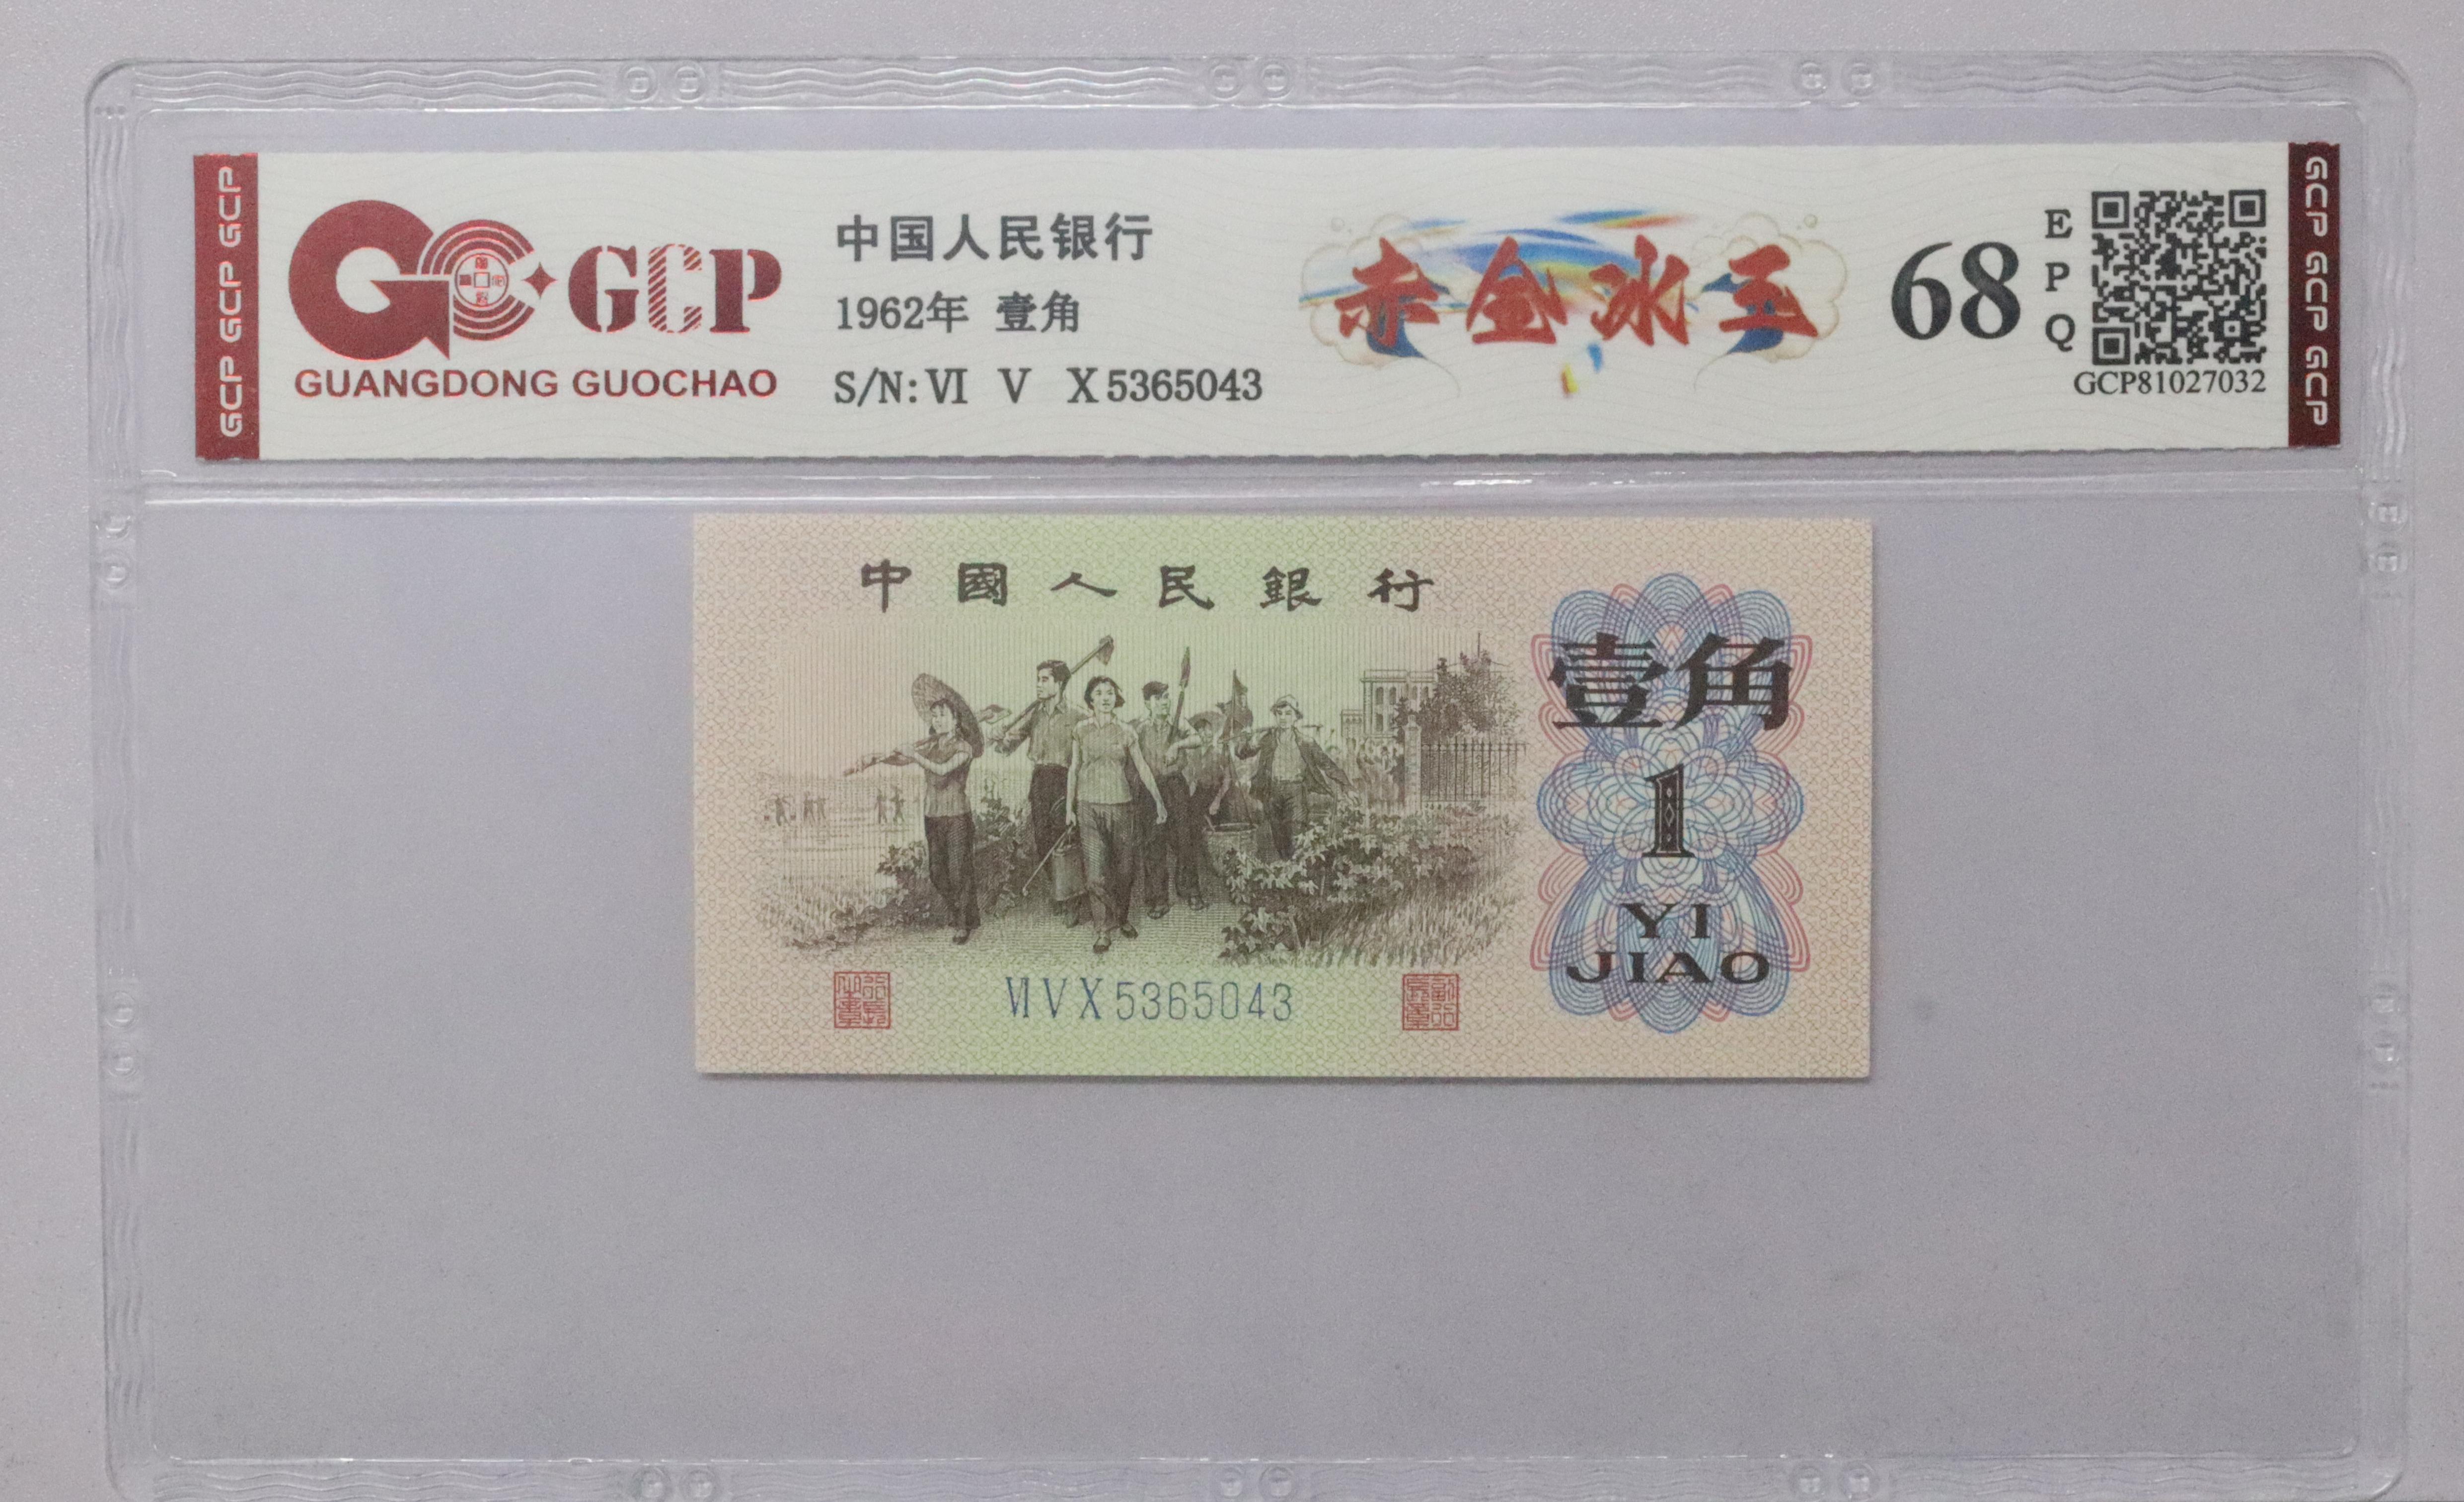 GCP GCP GCP
GCP
GUANGDONG GUOCHAO
中国人民银行
1962年 壹角
S/N: VI V X 5365043
赤金冰玉
68
E
P
Q
GCP81027032
GCP GCP GCP
中國人民銀行
壹角
1
YI
JIAO
VI V X 5365043